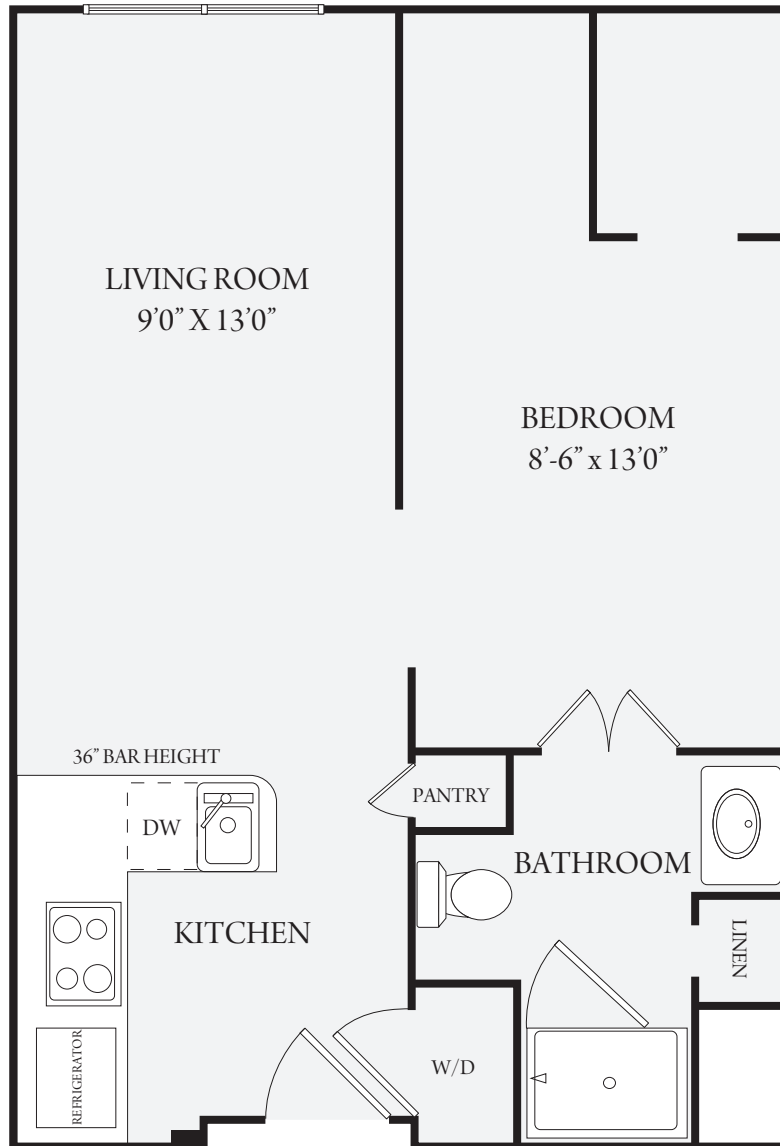 LIVING ROOM
9’0” X 13’0”
BEDROOM
8’-6” x 13’0”
36” BAR HEIGHT
DW
PANTRY
BATHROOM
KITCHEN
LINEN
W/D
REFRIGERATOR